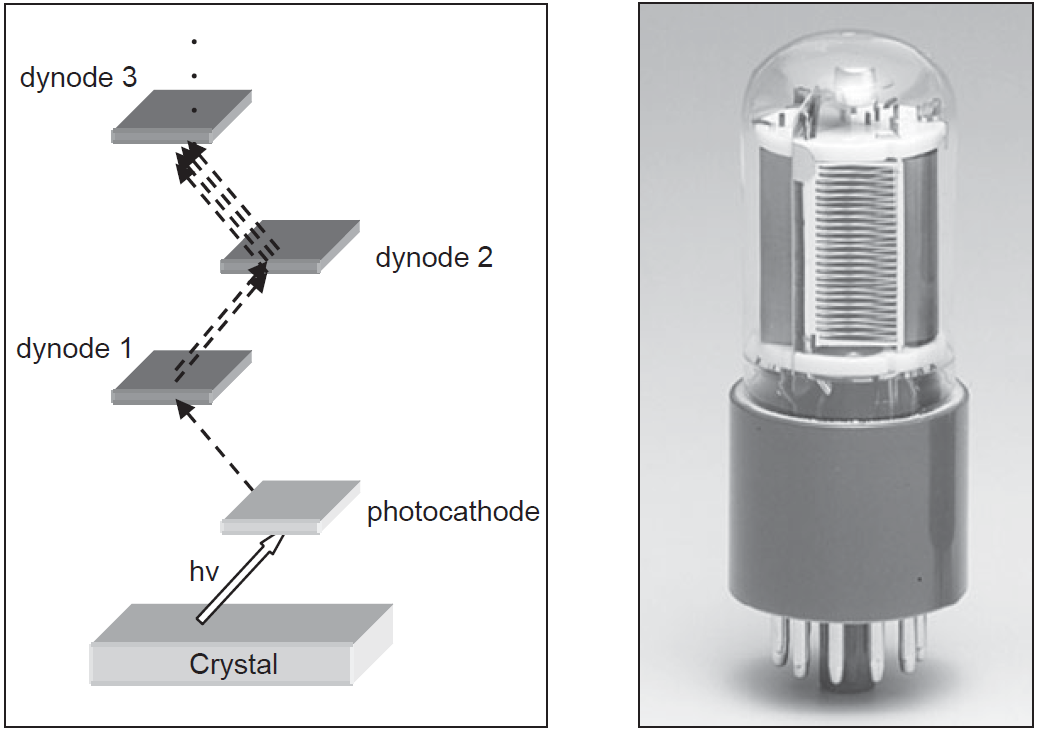 dynode 3
dynode 2
dynode 1
photocathode
hv
Crystal